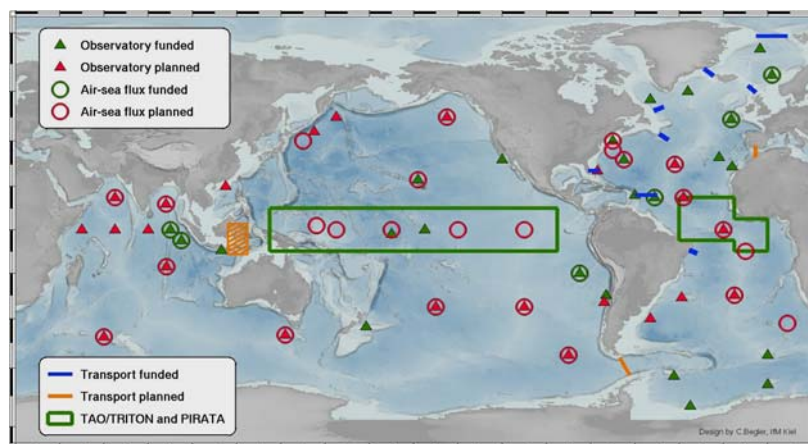 Observatory funded
Observatory planned
Air-sea flux funded
Air-sea flux planned
Transport funded
Transport planned
TAO/TRITON and PIRATA
Design by C.Begler, IfM Kiel